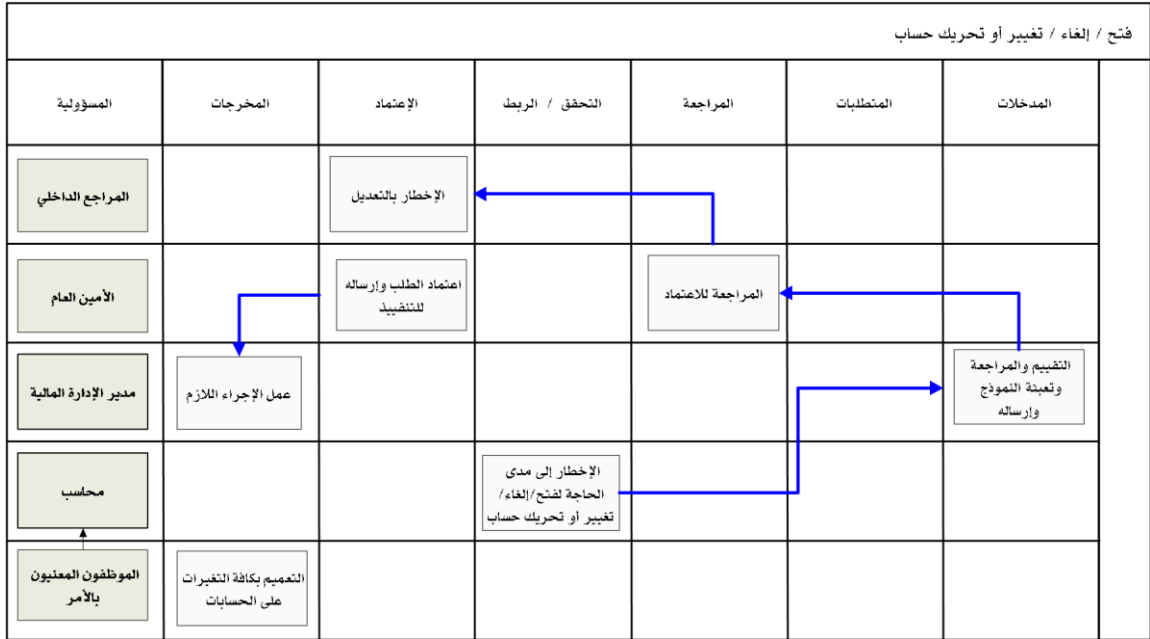 فتح / إلغاء / تغيير أو تحريك حساب
المدخلات
المتطلبات
المراجعة
التحقق / الربط
الإعتماد
المخرجات
المسؤولية
الإخطار بالتعديل
المراجع الداخلي
المراجعة للاعتماد
اعتماد الطلب وإرساله
للتنفييذ
الأمين العام
التقييم والمراجعة
وتعبئة النموذج
وإرساله
عمل الإجراء اللازم
مدير الإدارة المالية
الإخطار إلى مدى
الحاجة لفتح/إلغاء/
تغيير أو تحريك حساب
محاسب
التعميم بكافة التغيرات
على الحسابات
الموظفون المعنيون
بالأمر